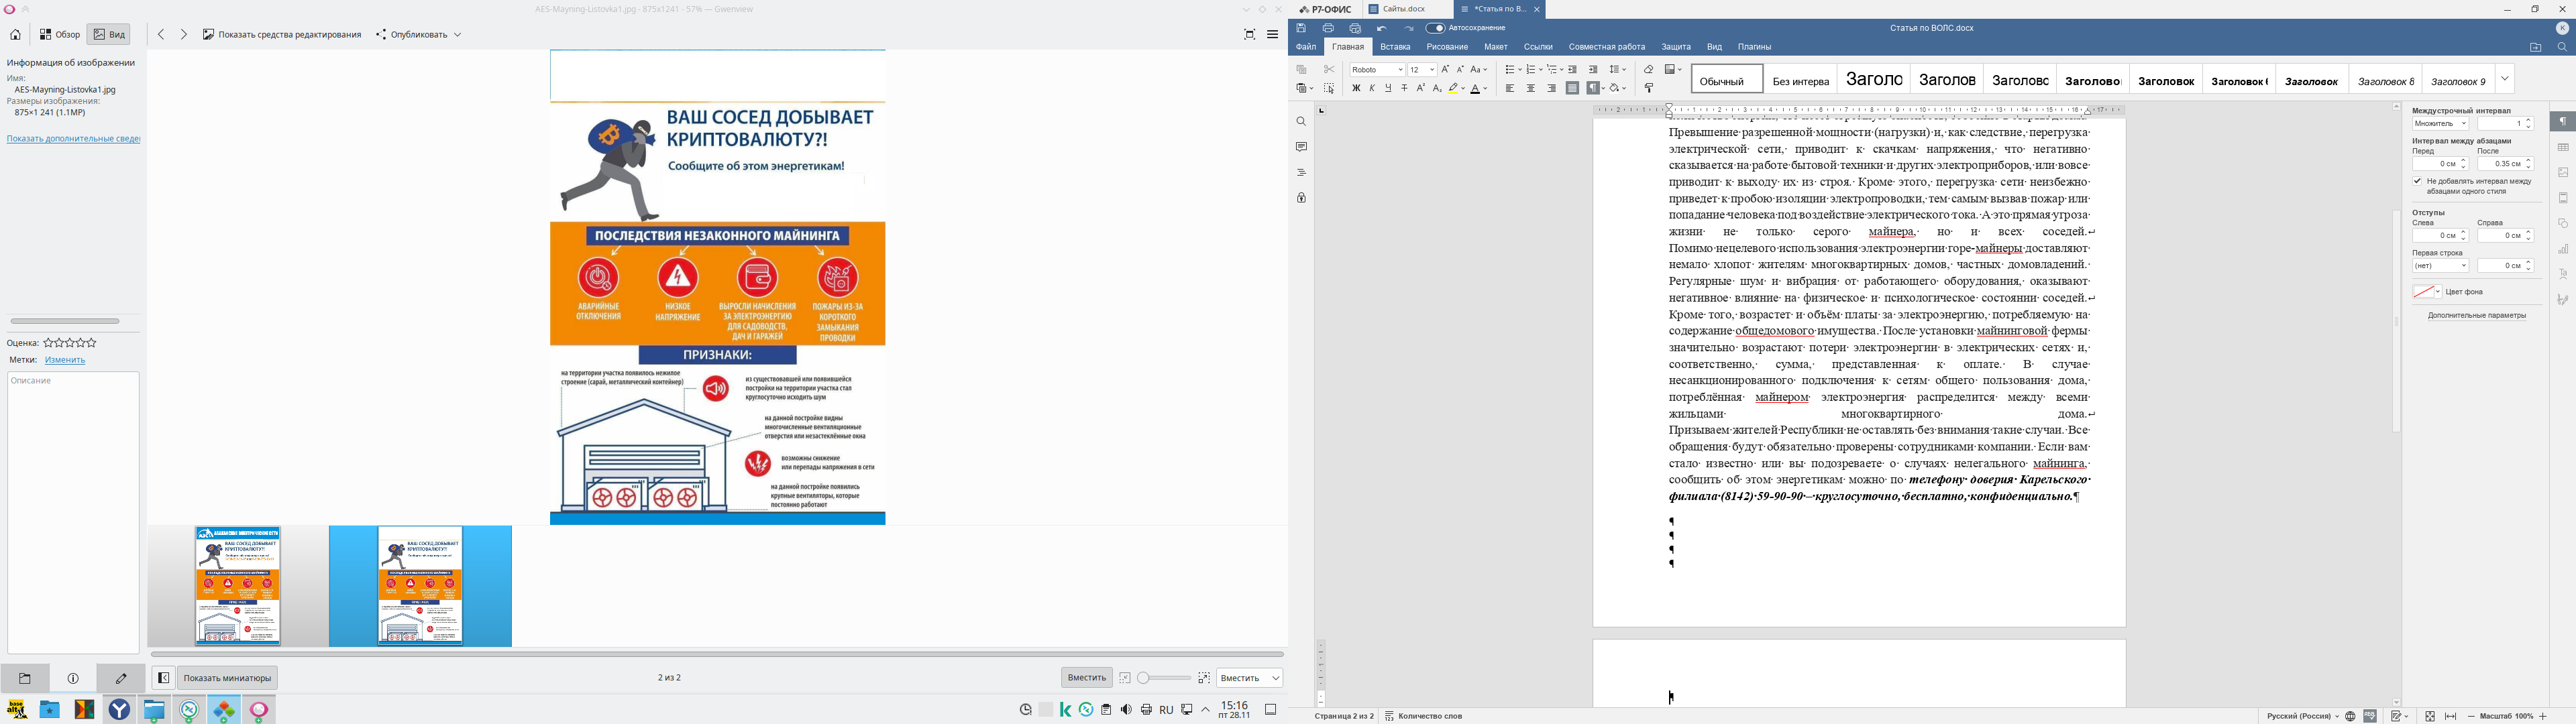 AES-Mayning-Listovka1.jpg - 875x1241 - 57% — Gwenview
Обзор
Вид
Показать средства редактирования
Опубликовать
Информация об изображении
Имя:
AES-Mayning-Listovka1.jpg
Размеры изображения:
875×1 241 (1.1MP)
Показать дополнительные сведе
Оценка:
Метки: Изменить
Описание
ВАШ СОСЕД ДОБЫВАЕТ
КРИПТОВАЛЮТУ?!
Сообщите об этом энергетикам!
ПОСЛЕДСТВИЯ НЕЗАКОННОГО МАЙНИНГА
АВАРИЙНЫЕ
ОТКЛЮЧЕНИЯ
НИЗКОЕ
НАПРЯЖЕНИЕ
ВЫРОСЛИ НАЧИСЛЕНИЯ
ЗА ЭЛЕКТРОЭНЕРГИЮ
ДЛЯ САДОВОДСТВ,
ДАЧ И ГАРАЖЕЙ
ПОЖАРЫ ИЗ-ЗА
КОРОТКОГО
ЗАМЫКАНИЯ
ПРОВОДКИ
ПРИЗНАКИ:
на территории участка появилось нежилое
строение (сарай, металлический контейнер)
из существовавшей или появившейся
постройки на территории участка стал
круглосуточно исходить шум
на данной постройке видны
многочисленные вентиляционные
отверстия или незастеклённые окна
возможны снижение
или перепады напряжения в сети
на данной постройке появились
крупные вентиляторы, которые
постоянно работают
ВАШ СОСЕД ДОБЫВАЕТ
КРИПТОВАЛЮТУ?!
ВАШ СОСЕД ДОБЫВАЕТ
КРИПТОВАЛЮТУ?!
Показать миниатюры
2 из 2
Вместить
Вместить
base
alt
RU
15:16
пт 28.11
Р7-ОФИС
Сайты.docx
*Статья по В...
Автосохранение
Статья по ВОЛС.docx
К
Файл
Главная
Вставка
Рисование
Макет
Ссылки
Совместная работа
Защита
Вид
Плагины
Roboto
12
Ж К Ч
Обычный
Без интерва
Заголо
Заголов
Заголовс
Заголово
Заголовок
Заголовок 6
Заголовок
Заголовок 8
Заголовок 9
Превышение разрешенной мощности (нагрузки) и, как следствие, перегрузка
электрической сети, приводит к скачкам напряжения, что негативно
сказывается на работе бытовой техники и других электроприборов, или вовсе
приводит к выходу их из строя. Кроме этого, перегрузка сети неизбежно
приведет к пробою изоляции электропроводки, тем самым вызвав пожар или
попадание человека под воздействие электрического тока. А это прямая угроза
жизни не только серого майнера, но и всех соседей.↵
Помимо нецелевого использования электроэнергии горе-майнеры доставляют
немало хлопот жителям многоквартирных домов, частных домовладений.
Регулярные шум и вибрация от работающего оборудования, оказывают
негативное влияние на физическое и психологическое состоянии соседей.↵
Кроме того, возрастет и объём платы за электроэнергию, потребляемую на
содержание общедомового имущества. После установки майнинговой фермы
значительно возрастают потери электроэнергии в электрических сетях и,
соответственно, сумма, представленная к оплате. В случае
несанкционированного подключения к сетям общего пользования дома,
потреблённая майнером электроэнергия распределится между всеми
жильцами многоквартирного дома.↵
Призываем жителей Республики не оставлять без внимания такие случаи. Все
обращения будут обязательно проверены сотрудниками компании. Если вам
стало известно или вы подозреваете о случаях нелегального майнинга,
сообщить об этом энергетикам можно по телефону доверия Карельского
филиала (8142) 59-90-90 – круглосуточно, бесплатно, конфиденциально.¶
¶
¶
¶
¶
¶
Междустрочный интервал
Множитель
1
Интервал между абзацами
Перед
После
0 см
0.35 см
Не добавлять интервал между
абзацами одного стиля
Отступы
Слева
Справа
0 см
0 см
Первая строка
(нет)
0 см
Цвет фона
Дополнительные параметры
Страница 2 из 2
Количество слов
Русский (Россия)
Масштаб 100%